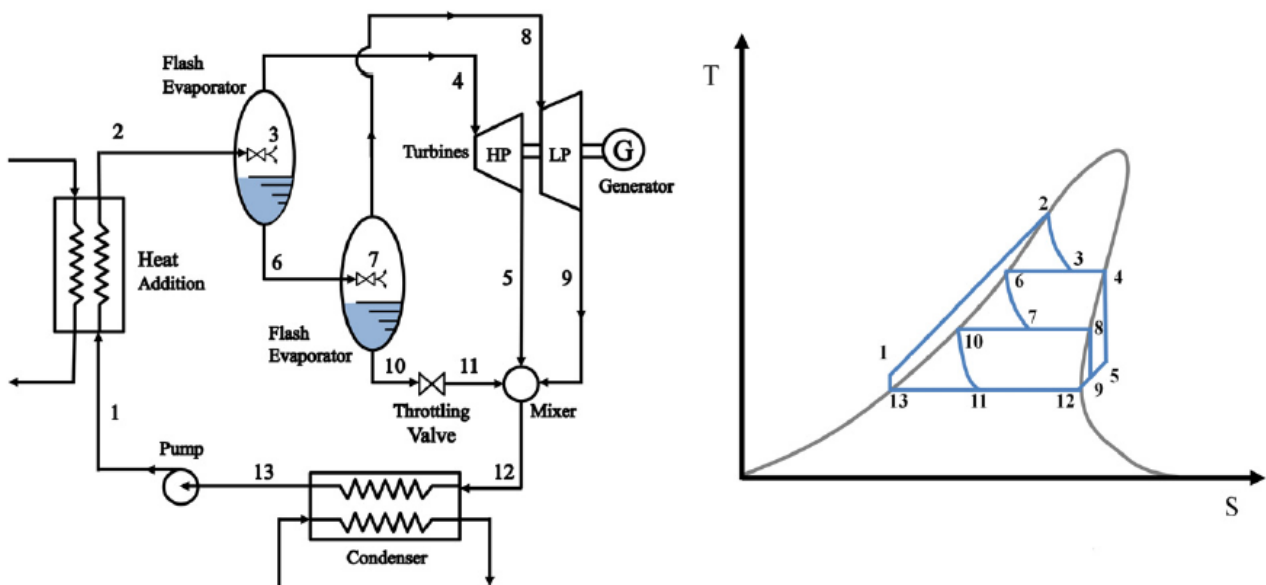 8
Flash
Evaporator
4
2
3
Turbines
HP
LP
G
Generator
7
6
5
9
Heat
Addition
Flash
Evaporator
10
11
Throttling
Valve
Mixer
1
Pump
13
12
Condenser
T
2
3
4
6
7
8
10
1
5
9
13
11
12
S